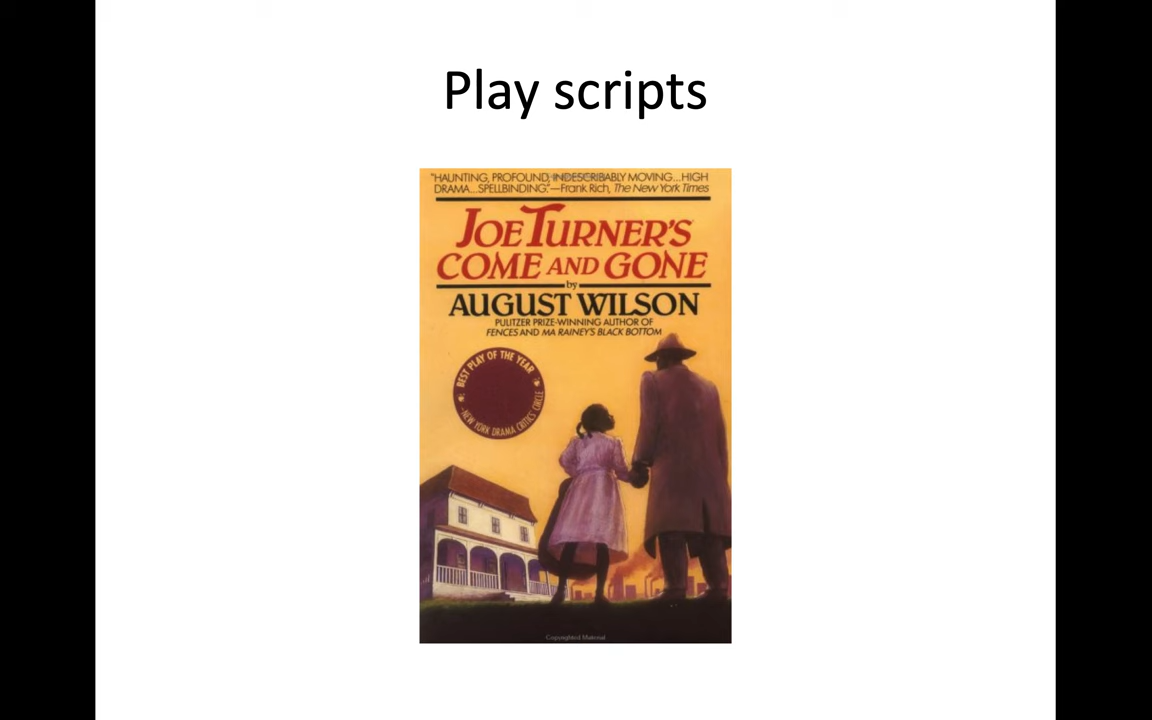 Play scripts
"HAUNTING, PROFOUND, INDESCRIBABLY MOVING...HIGH
DRAMA...SPELLBINDING."—Frank Rich, The New York Times
JOE TURNER'S
COME AND GONE
by
AUGUST WILSON
PULITZER PRIZE-WINNING AUTHOR OF
FENCES AND MA RAINEY'S BLACK BOTTOM
BEST PLAY OF THE YEAR
NEW YORK DRAMA CRITICS' CIRCLE
Copyrighted Material